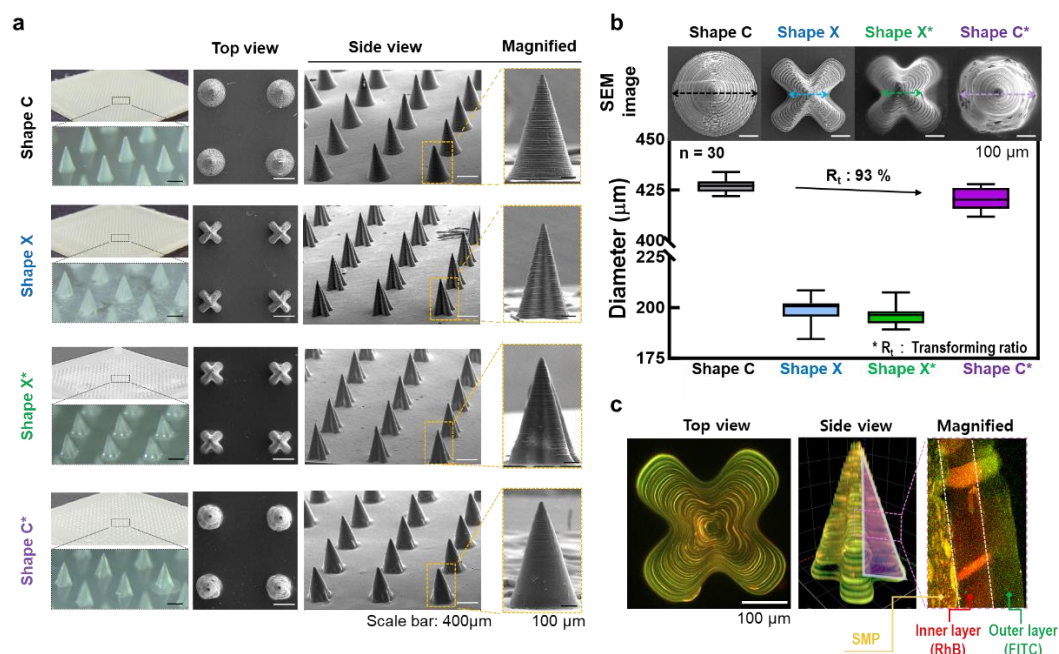 a
Top view
Side view
Magnified
Shape C
Shape X
Shape X*
Shape C*
Scale bar: 400μm
100 μm
b
Shape C
Shape X
Shape X*
Shape C*
SEM
image
100 μm
450
425
400
225
200
175
Diameter (μm)
n = 30
Rt : 93 %
* Rt : Transforming ratio
Shape C
Shape X
Shape X*
Shape C*
c
Top view
Side view
Magnified
100 μm
SMP
Inner layer
(RhB)
Outer layer
(FITC)